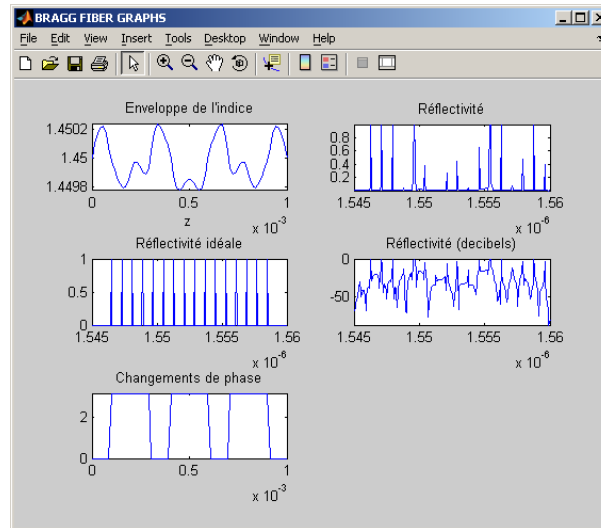 BRAGG FIBER GRAPHS
File Edit View Insert Tools Desktop Window Help
Enveloppe de l'indice
1.4502
1.45
1.4498
0 0.5 1
z
x 10⁻³
Réflectivité
0.8
0.6
0.4
0.2
1.545 1.55 1.555 1.56
x 10⁻⁶
Réflectivité idéale
1
0.5
0
1.545 1.55 1.555 1.56
x 10⁻⁶
Réflectivité (decibels)
0
-50
1.545 1.55 1.555 1.56
x 10⁻⁶
Changements de phase
2
0
0 0.5 1
x 10⁻³